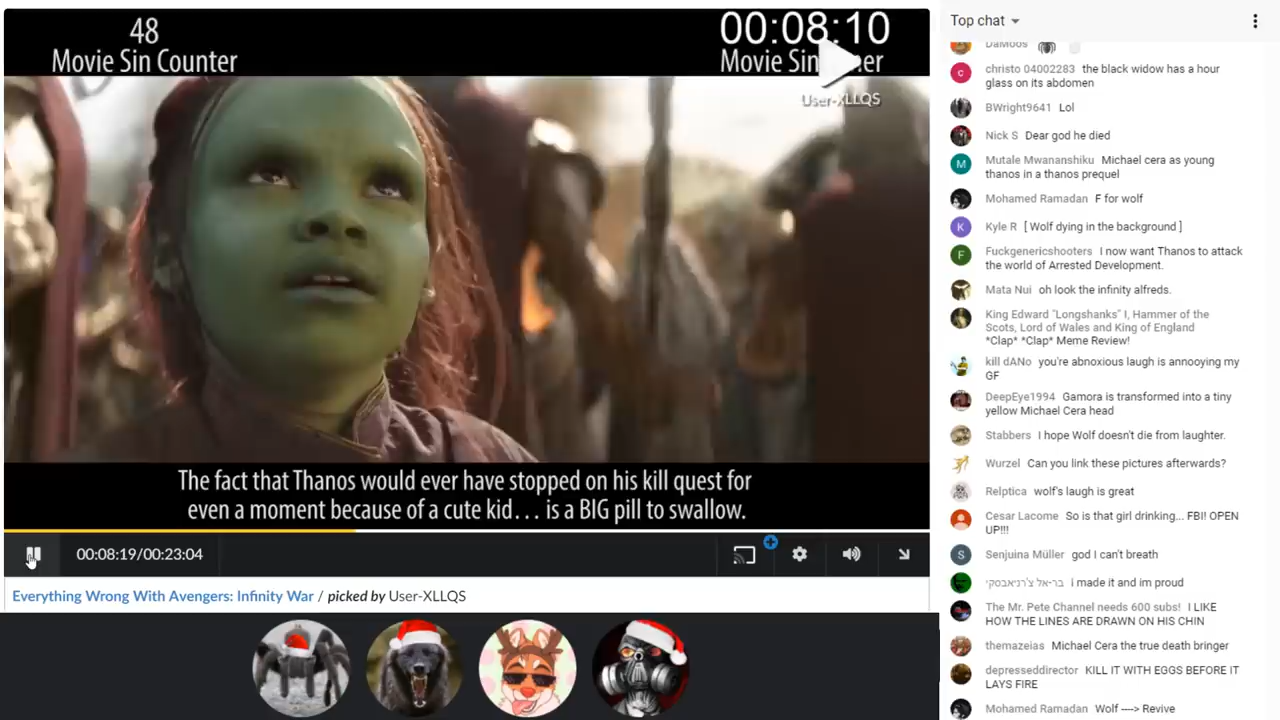 48
Movie Sin Counter
00:08:10
Movie Sin
er
User-XLLQS
The fact that Thanos would ever have stopped on his kill quest for
even a moment because of a cute kid... is a BIG pill to swallow.
00:08:19/00:23:04
Everything Wrong With Avengers: Infinity War / picked by User-XLLQS
Top chat
DaMoos
christo 04002283 the black widow has a hour
glass on its abdomen
BWright9641 Lol
Nick S Dear god he died
Mutale Mwananshiku Michael cera as young
thanos in a thanos prequel
Mohamed Ramadan F for wolf
Kyle R [ Wolf dying in the background ]
Fuckgenericshooters I now want Thanos to attack
the world of Arrested Development.
Mata Nui oh look the infinity alfreds.
King Edward "Longshanks" I, Hammer of the
Scots, Lord of Wales and King of England
*Clap* *Clap* Meme Review!
kill dANo you're abnoxious laugh is annooying my
GF
DeepEye1994 Gamora is transformed into a tiny
yellow Michael Cera head
Stabbers I hope Wolf doesn't die from laughter.
Wurzel Can you link these pictures afterwards?
Relptica wolf's laugh is great
Cesar Lacome So is that girl drinking... FBI! OPEN
UP!!!
Senjuina Müller god I can't breath
בר-אל צ'רניאבסקי i made it and im proud
The Mr. Pete Channel needs 600 subs! I LIKE
HOW THE LINES ARE DRAWN ON HIS CHIN
themazeias Michael Cera the true death bringer
depresseddirector KILL IT WITH EGGS BEFORE IT
LAYS FIRE
Mohamed Ramadan Wolf ----> Revive